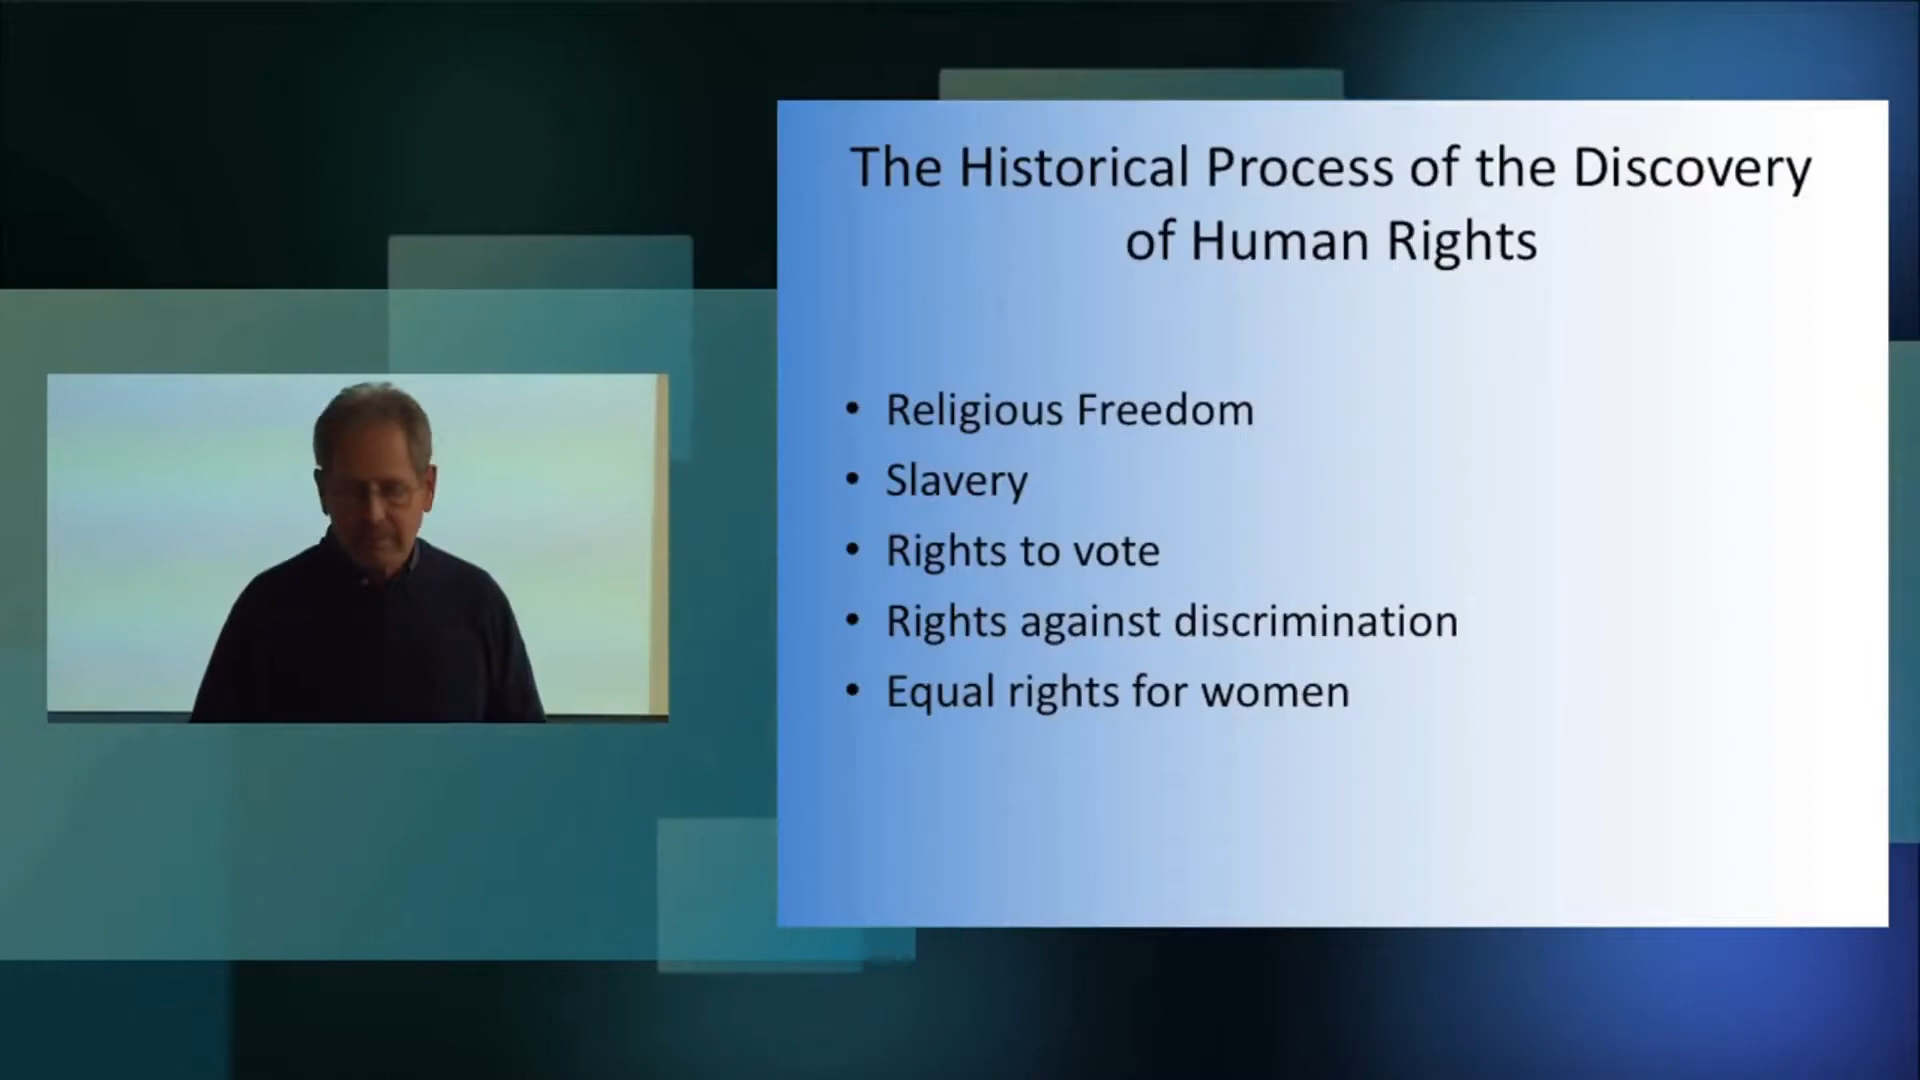 The Historical Process of the Discovery
of Human Rights
• Religious Freedom
• Slavery
• Rights to vote
• Rights against discrimination
• Equal rights for women